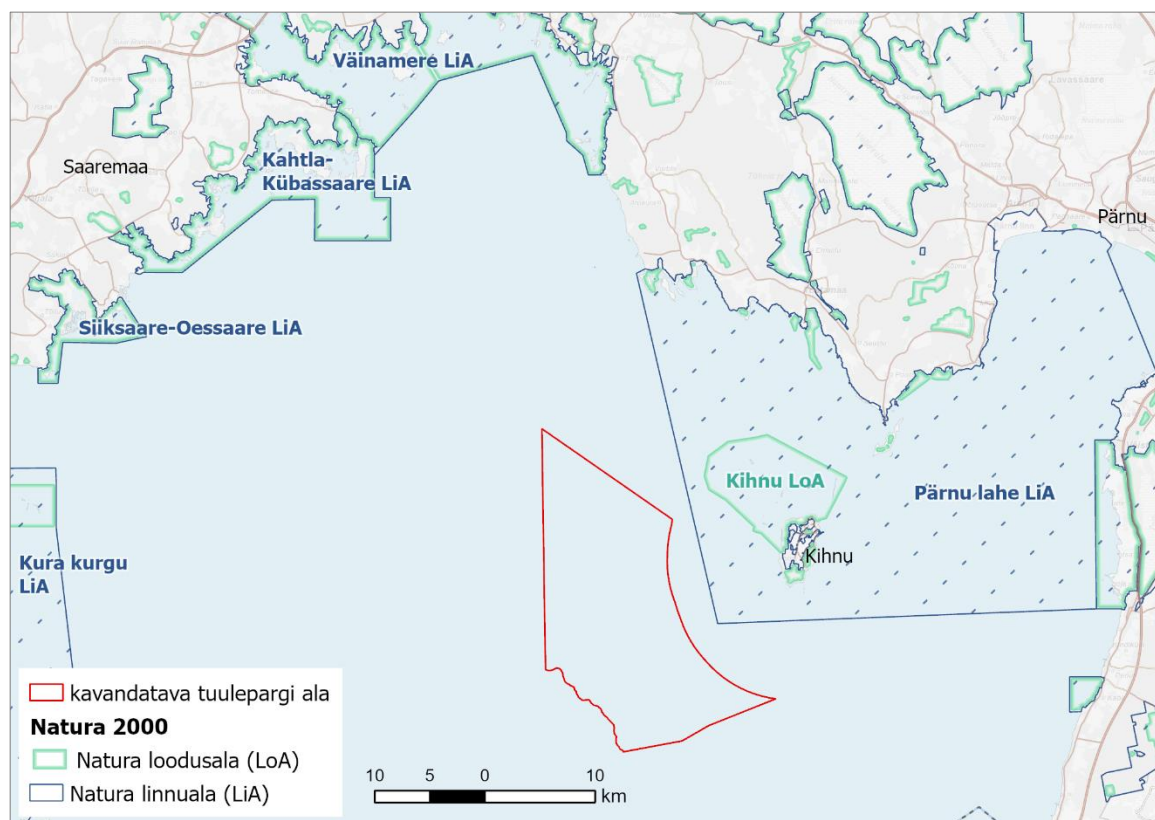 Väinamere LiA
Saaremaa
Kahtla-
Kübassaare LiA
Pärnu
Siiksaare-Oessaare LiA
Kihnu LoA
Pärnu lahe LiA
Kihnu
Kura kurgu
LiA
kavandatava tuulepargi ala
Natura 2000
Natura loodusala (LoA)
Natura linnuala (LiA)
10 5 0 10
km